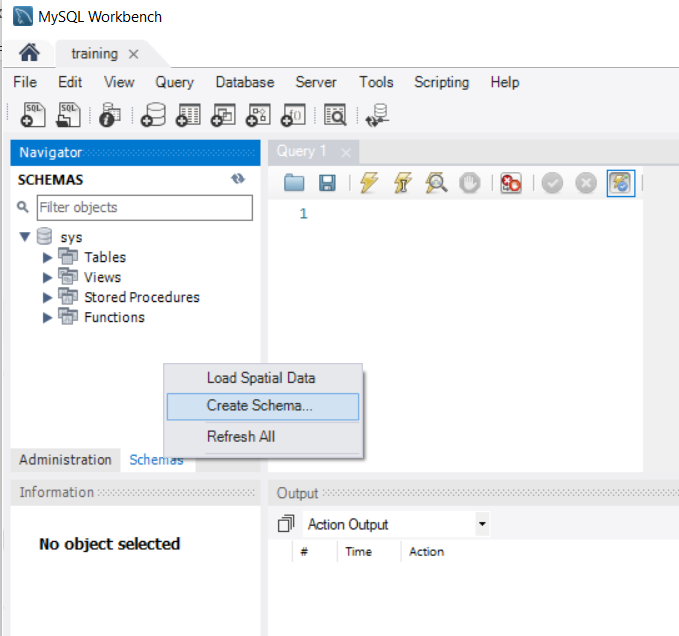 MySQL Workbench
training
File Edit View Query Database Server Tools Scripting Help
SQL SQL
Navigator
Query 1
SCHEMAS
Filter objects
1
sys
Tables
Views
Stored Procedures
Functions
Load Spatial Data
Create Schema...
Refresh All
Administration Schemas
Information
Output
No object selected
Action Output
# Time Action